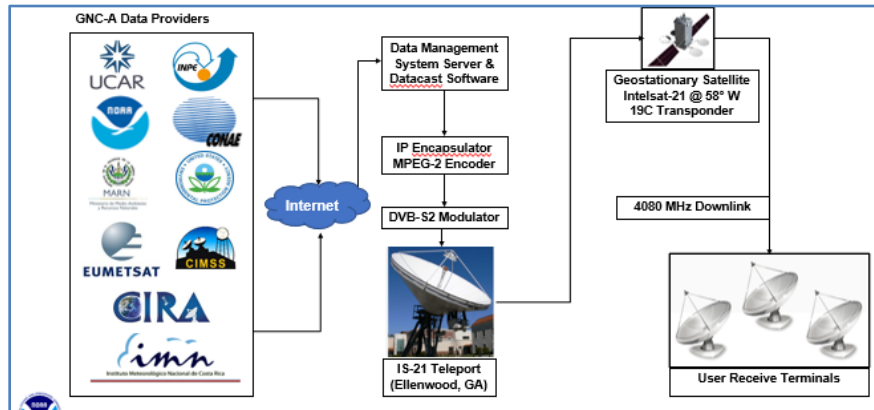 GNC-A Data Providers
UCAR
INPE
NOAA
CONAE
MARN
Ministerio de Medio Ambiente
y Recursos Naturales
UNITED STATES
EUMETSAT
CIMSS
CIRA
imn
Instituto Meteorológico Nacional de Costa Rica
Internet
Data Management
System Server &
Datacast Software
IP Encapsulator
MPEG-2 Encoder
DVB-S2 Modulator
IS-21 Teleport
(Ellenwood, GA)
Geostationary Satellite
Intelsat-21 @ 58° W
19C Transponder
4080 MHz Downlink
User Receive Terminals
NOAA